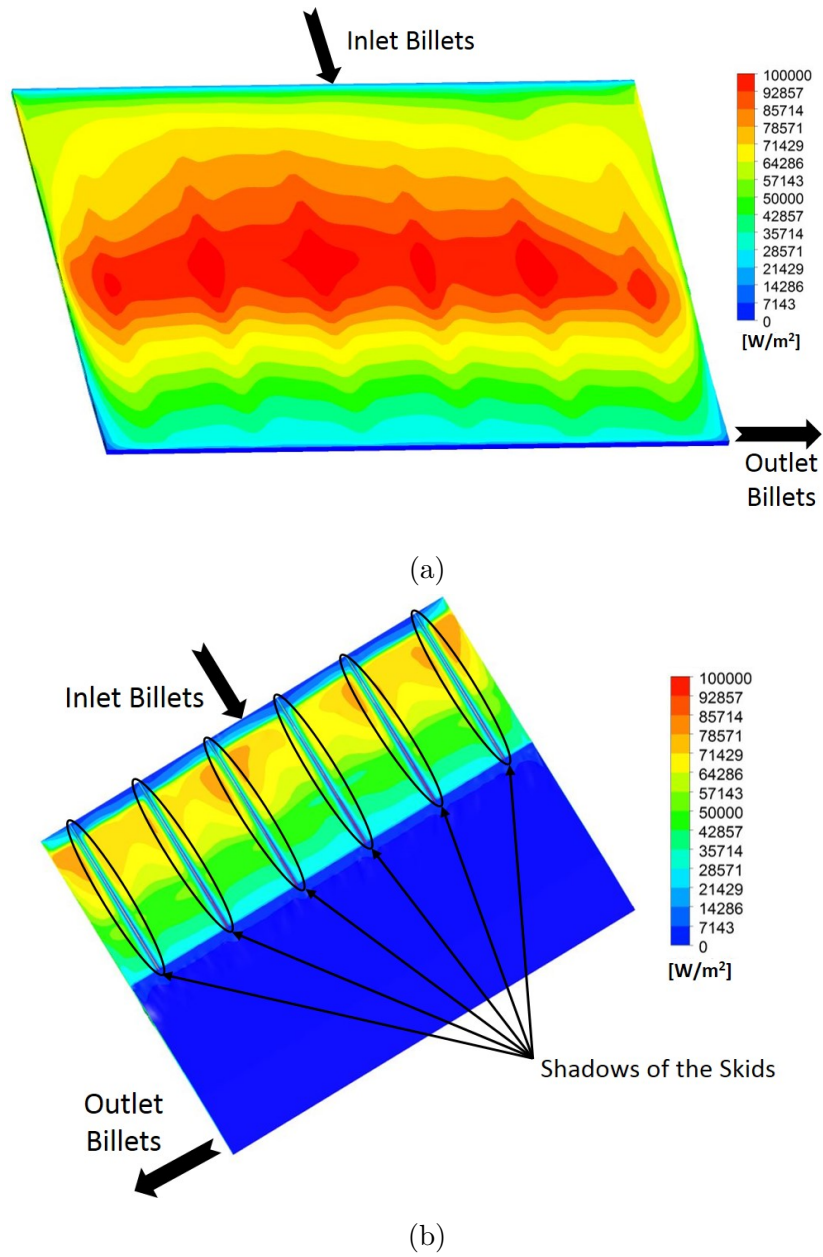 Inlet Billets
100000
92857
85714
78571
71429
64286
57143
50000
42857
35714
28571
21429
14286
7143
0
[W/m²]
Outlet
Billets
(a)
Inlet Billets
100000
92857
85714
78571
71429
64286
57143
50000
42857
35714
28571
21429
14286
7143
0
[W/m²]
Shadows of the Skids
Outlet
Billets
(b)